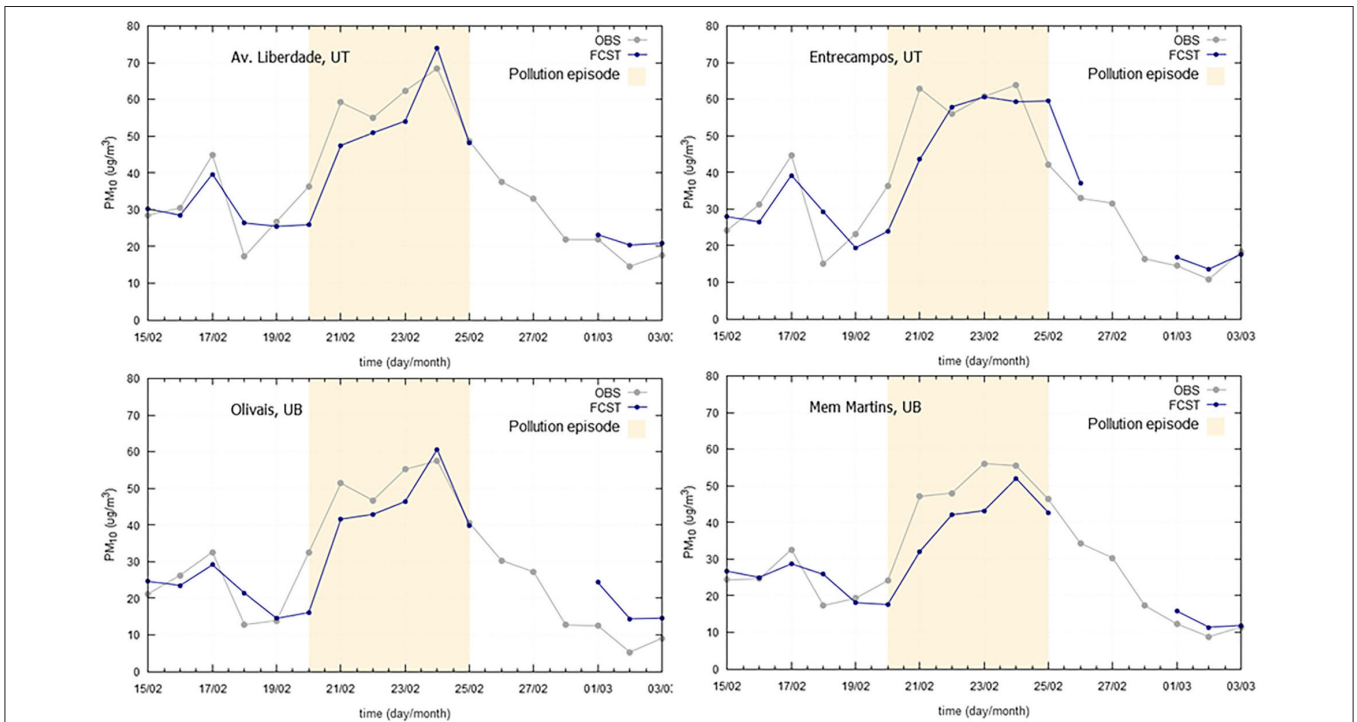 80
70
60
50
40
30
20
10
0
PM10 (ug/m3)
Av. Liberdade, UT
OBS
FCST
Pollution episode
15/02 17/02 19/02 21/02 23/02 25/02 27/02 01/03 03/0
time (day/month)
80
70
60
50
40
30
20
10
0
PM10 (ug/m3)
Entrecampos, UT
OBS
FCST
Pollution episode
15/02 17/02 19/02 21/02 23/02 25/02 27/02 01/03 03/03
time (day/month)
80
70
60
50
40
30
20
10
0
PM10 (ug/m3)
Olivais, UB
OBS
FCST
Pollution episode
15/02 17/02 19/02 21/02 23/02 25/02 27/02 01/03 03/0
time (day/month)
80
70
60
50
40
30
20
10
0
PM10 (ug/m3)
Mem Martins, UB
OBS
FCST
Pollution episode
15/02 17/02 19/02 21/02 23/02 25/02 27/02 01/03 03/03
time (day/month)